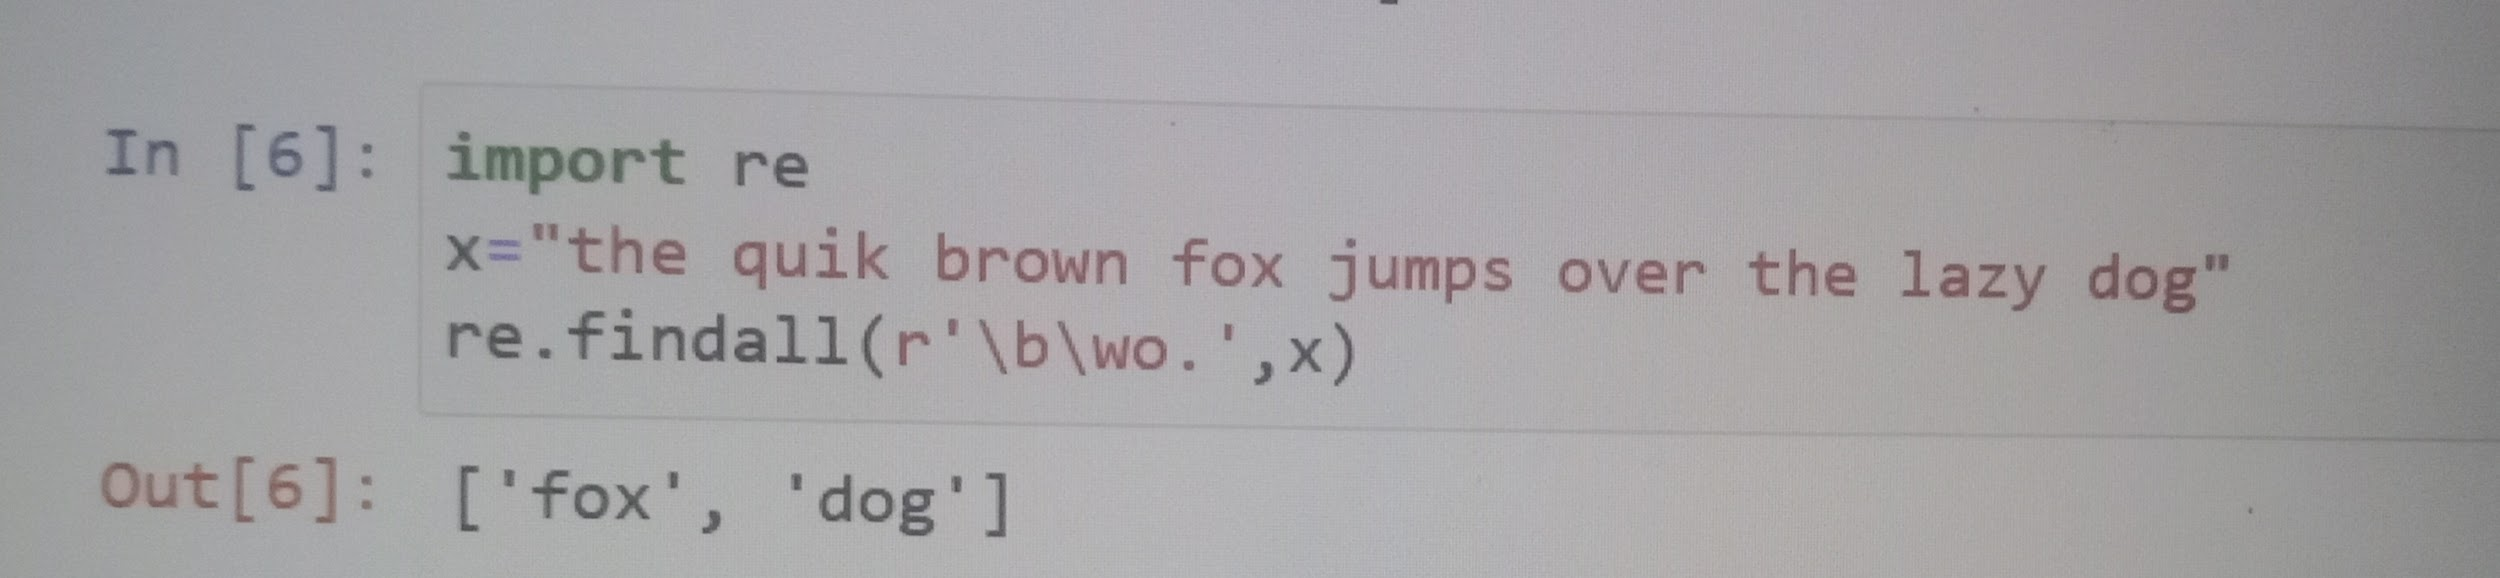 In [6]: import re
x="the quik brown fox jumps over the lazy dog"
re.findall(r'\b\wo.',x)
Out[6]: ['fox', 'dog']